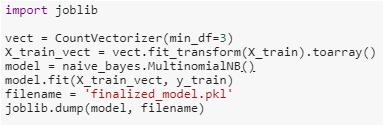 import joblib
vect = CountVectorizer(min_df=3)
X_train_vect = vect.fit_transform(X_train).toarray()
model = naive_bayes.MultinomialNB()
model.fit(X_train_vect, y_train)
filename = 'finalized_model.pkl'
joblib.dump(model, filename)